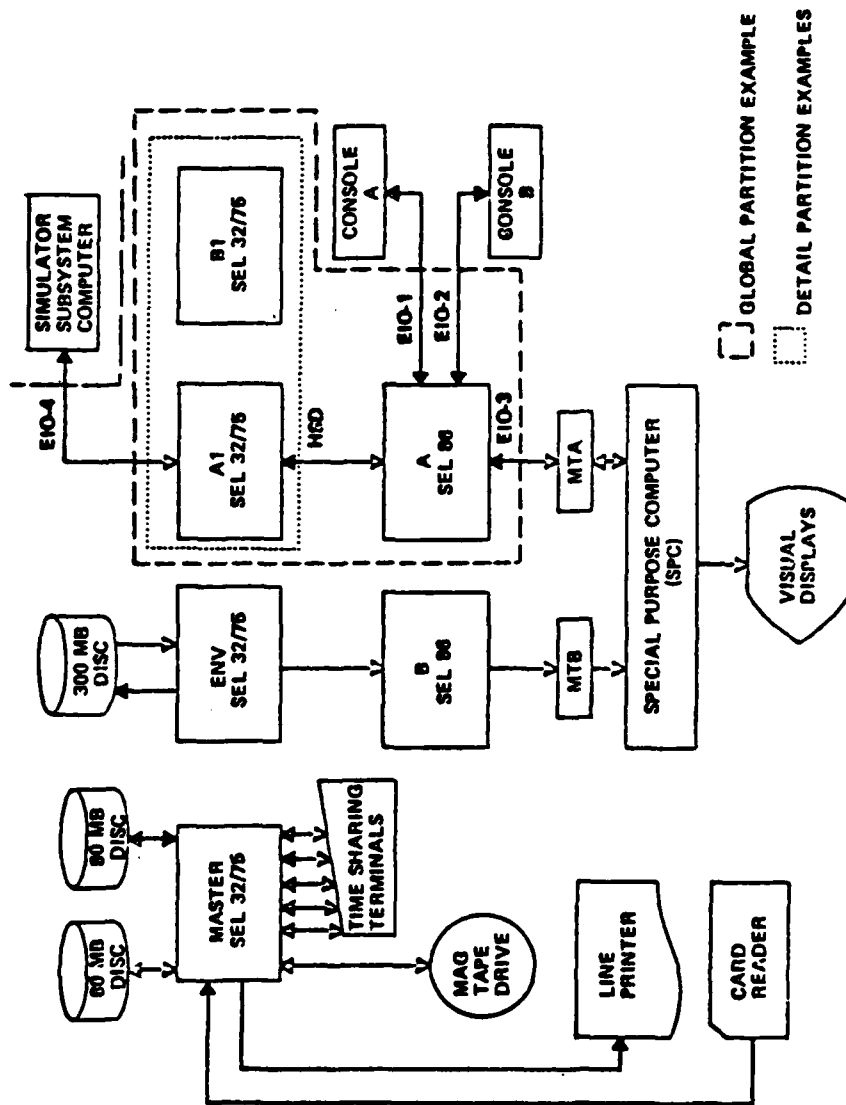 80 MB
DISC
80 MB
DISC
300 MB
DISC
SIMULATOR
SUBSYSTEM
COMPUTER
EIO-4
MASTER
SEL 32/75
ENV
SEL 32/75
A1
SEL 32/75
B1
SEL 32/75
HSD
TIME SHARING
TERMINALS
CONSOLE
A
EIO-1
EIO-2
CONSOLE
B
MAG
TAPE
DRIVE
B
SEL 86
A
SEL 86
EIO-3
MTB
MTA
LINE
PRINTER
SPECIAL PURPOSE COMPUTER
(SPC)
CARD
READER
VISUAL
DISPLAYS
GLOBAL PARTITION EXAMPLE
DETAIL PARTITION EXAMPLES